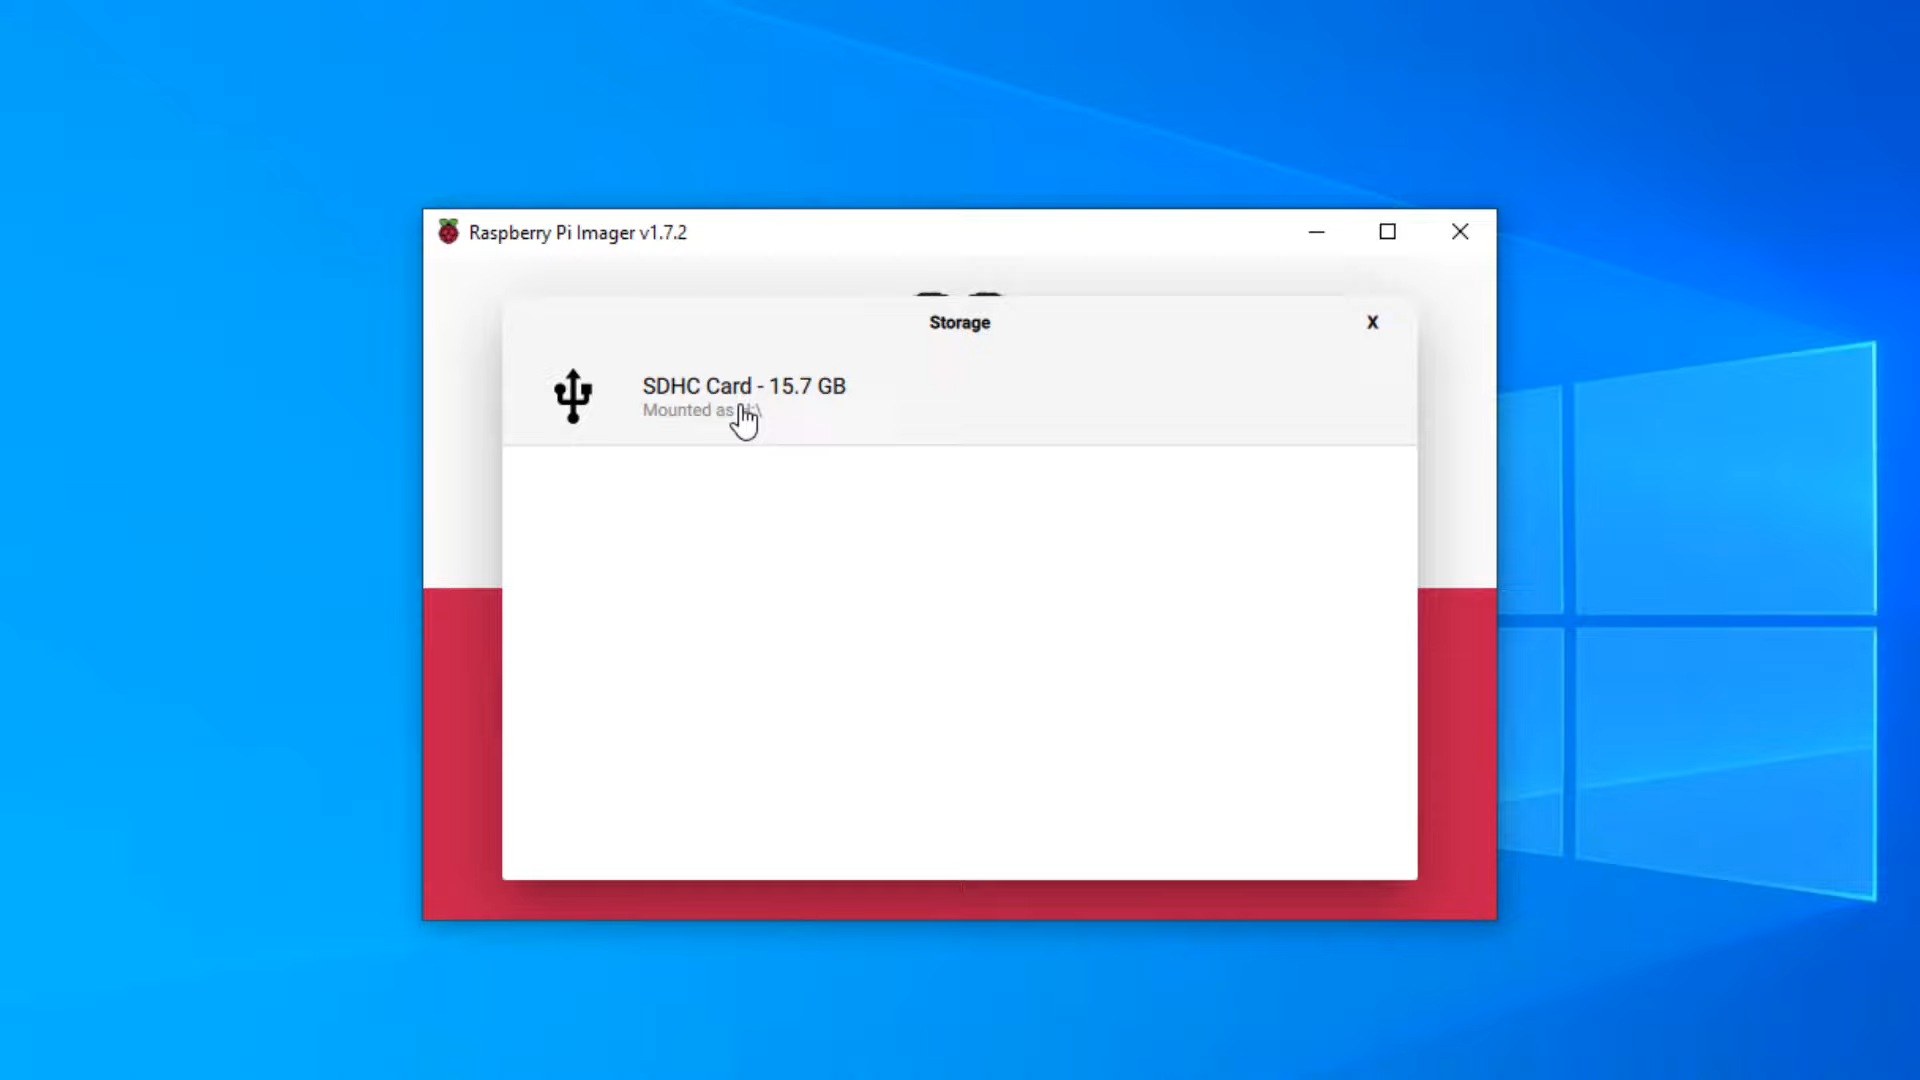 Raspberry Pi Imager v1.7.2
Storage
X
SDHC Card - 15.7 GB
Mounted as